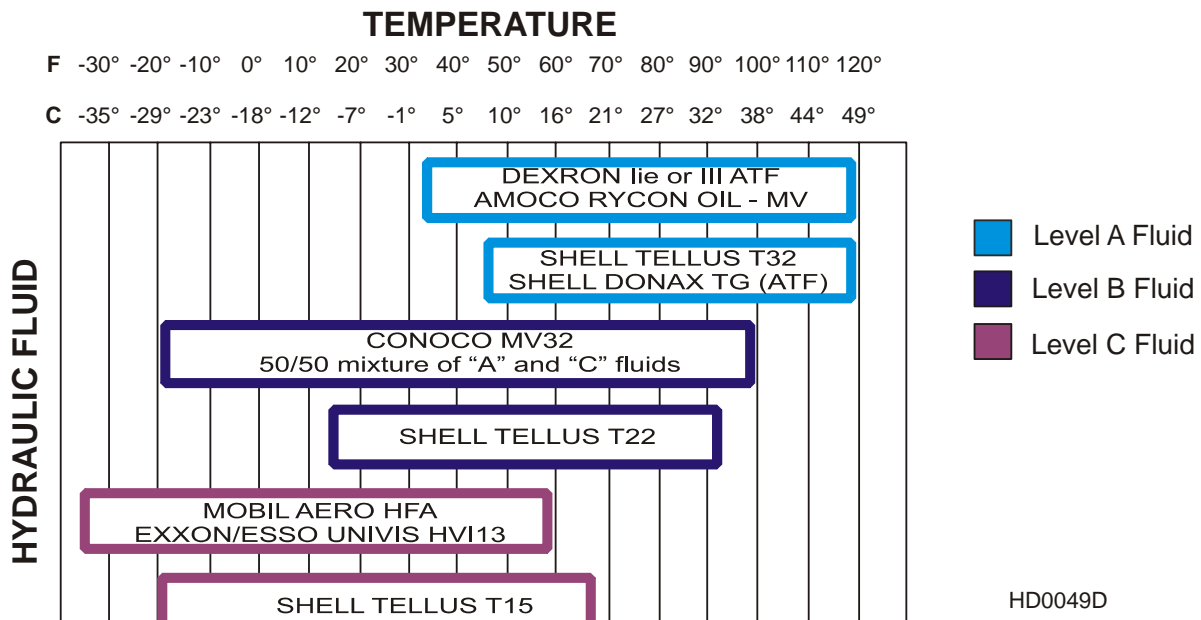 TEMPERATURE
F -30° -20° -10° 0° 10° 20° 30° 40° 50° 60° 70° 80° 90° 100° 110° 120°
C -35° -29° -23° -18° -12° -7° -1° 5° 10° 16° 21° 27° 32° 38° 44° 49°
HYDRAULIC FLUID
DEXRON IIe or III ATF
AMOCO RYCON OIL - MV
SHELL TELLUS T32
SHELL DONAX TG (ATF)
CONOCO MV32
50/50 mixture of “A” and “C” fluids
SHELL TELLUS T22
MOBIL AERO HFA
EXXON/ESSO UNIVIS HVI13
SHELL TELLUS T15
Level A Fluid
Level B Fluid
Level C Fluid
HD0049D